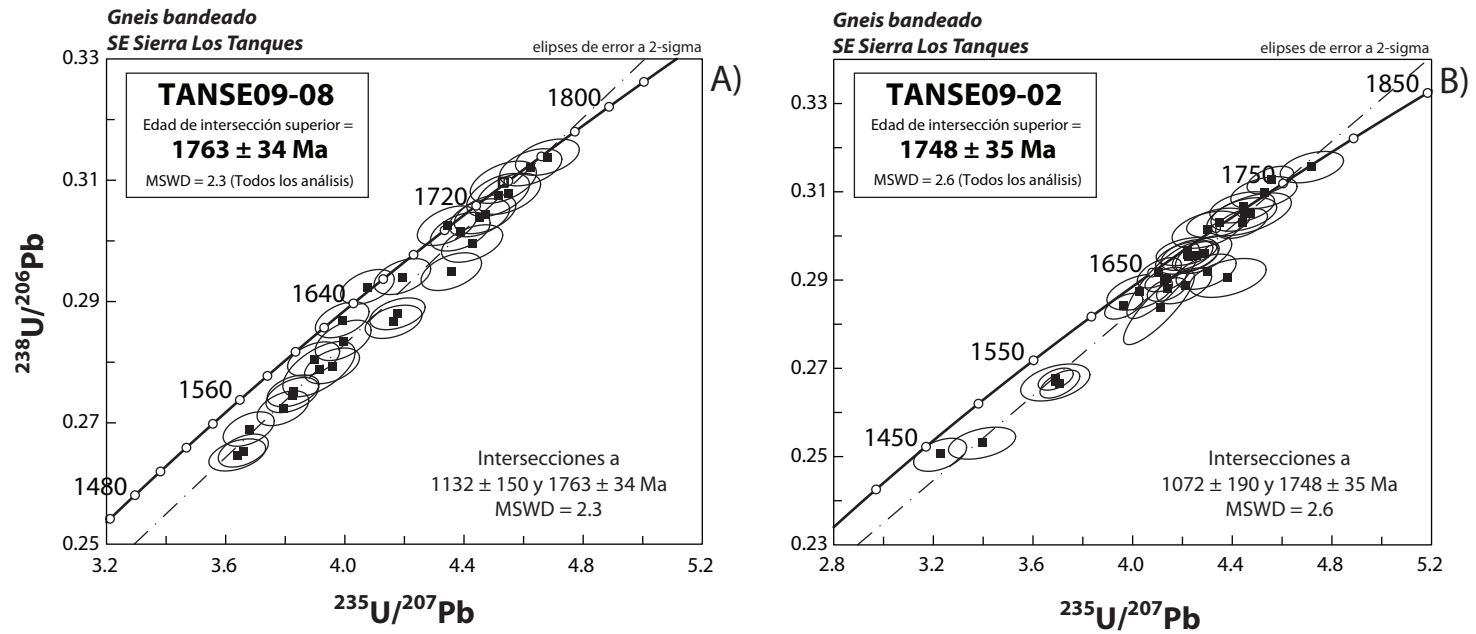 Gneis bandeado
SE Sierra Los Tanques
elipses de error a 2-sigma
A)
TANSE09-08
Edad de intersección superior =
1763 ± 34 Ma
MSWD = 2.3 (Todos los análisis)
0.33
0.31
0.29
0.27
0.25
238U/206Pb
1800
1720
1640
1560
1480
Intersecciones a
1132 ± 150 y 1763 ± 34 Ma
MSWD = 2.3
3.2 3.6 4.0 4.4 4.8 5.2
235U/207Pb
Gneis bandeado
SE Sierra Los Tanques
elipses de error a 2-sigma
B)
TANSE09-02
Edad de intersección superior =
1748 ± 35 Ma
MSWD = 2.6 (Todos los análisis)
0.33
0.31
0.29
0.27
0.25
0.23
1850
1750
1650
1550
1450
Intersecciones a
1072 ± 190 y 1748 ± 35 Ma
MSWD = 2.6
2.8 3.2 3.6 4.0 4.4 4.8 5.2
235U/207Pb